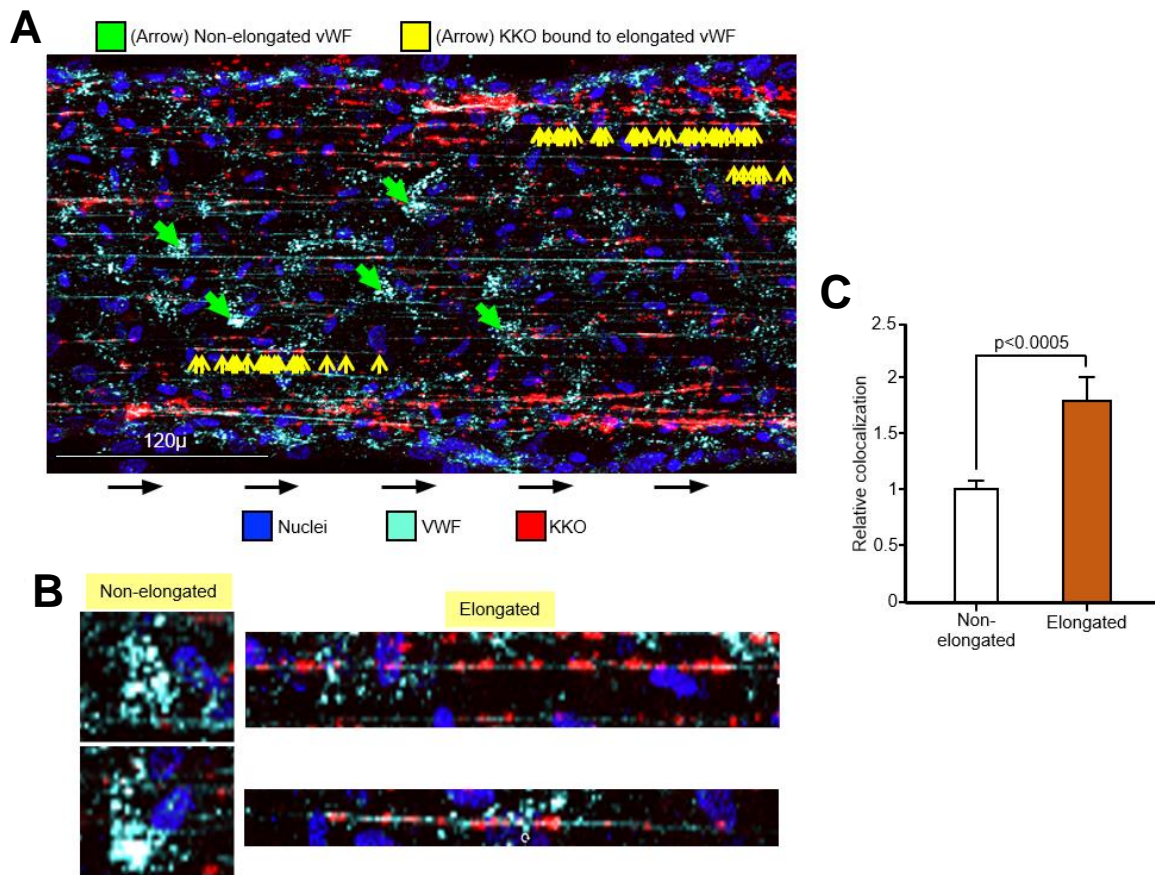 A
(Arrow) Non-elongated vWF
(Arrow) KKO bound to elongated vWF
120µ
Nuclei
VWF
KKO
B
Non-elongated
Elongated
C
Relative colocalization
2.5
2
1.5
1
0.5
0
p<0.0005
Non-
elongated
Elongated